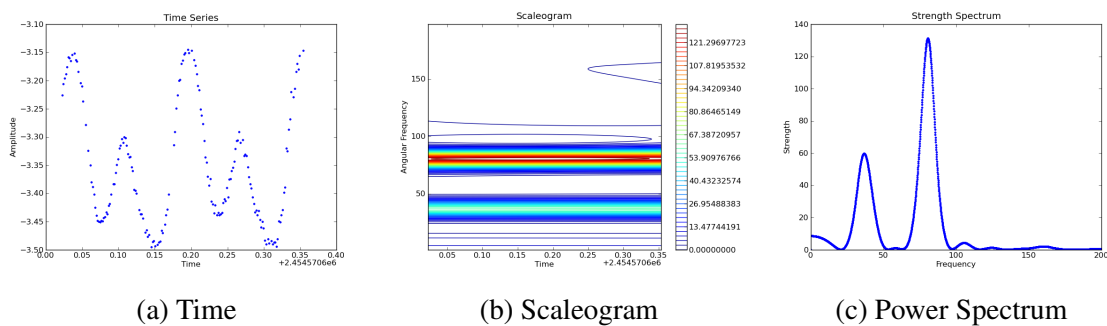 Time Series
−3.10
−3.15
−3.20
−3.25
−3.30
−3.35
−3.40
−3.45
−3.50
Amplitude
0.00 0.05 0.10 0.15 0.20 0.25 0.30 0.35 0.40
Time
+2.4545706e6
(a) Time
Scaleogram
150
100
50
Angular Frequency
0.05 0.10 0.15 0.20 0.25 0.30 0.35
Time
+2.4545706e6
121.29697723
107.81953532
94.34209340
80.86465149
67.38720957
53.90976766
40.43232574
26.95488383
13.47744191
0.00000000
(b) Scaleogram
Strength Spectrum
140
120
100
80
60
40
20
0
Strength
0 50 100 150 200
Frequency
(c) Power Spectrum